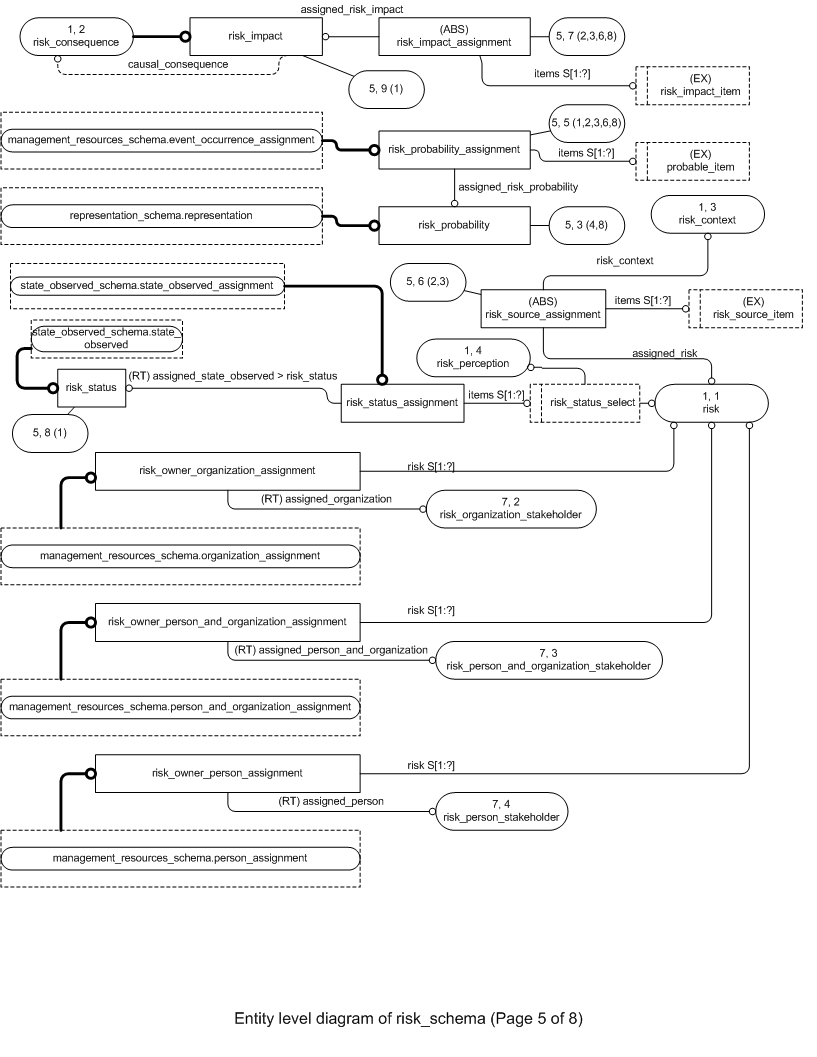 assigned_risk_impact
1, 2
risk_consequence
risk_impact
(ABS)
risk_impact_assignment
5, 7 (2,3,6,8)
causal_consequence
items S[1:?]
(EX)
risk_impact_item
5, 9 (1)
management_resources_schema.event_occurrence_assignment
risk_probability_assignment
5, 5 (1,2,3,6,8)
items S[1:?]
(EX)
probable_item
assigned_risk_probability
representation_schema.representation
risk_probability
5, 3 (4,8)
1, 3
risk_context
risk_context
state_observed_schema.state_observed_assignment
5, 6 (2,3)
(ABS)
risk_source_assignment
items S[1:?]
(EX)
risk_source_item
state_observed_schema.state_
observed
1, 4
risk_perception
assigned_risk
risk_status
(RT) assigned_state_observed > risk_status
risk_status_assignment
items S[1:?]
risk_status_select
1, 1
risk
5, 8 (1)
risk_owner_organization_assignment
risk S[1:?]
(RT) assigned_organization
7, 2
risk_organization_stakeholder
management_resources_schema.organization_assignment
risk_owner_person_and_organization_assignment
risk S[1:?]
(RT) assigned_person_and_organization
7, 3
risk_person_and_organization_stakeholder
management_resources_schema.person_and_organization_assignment
risk_owner_person_assignment
risk S[1:?]
(RT) assigned_person
7, 4
risk_person_stakeholder
management_resources_schema.person_assignment
Entity level diagram of risk_schema (Page 5 of 8)